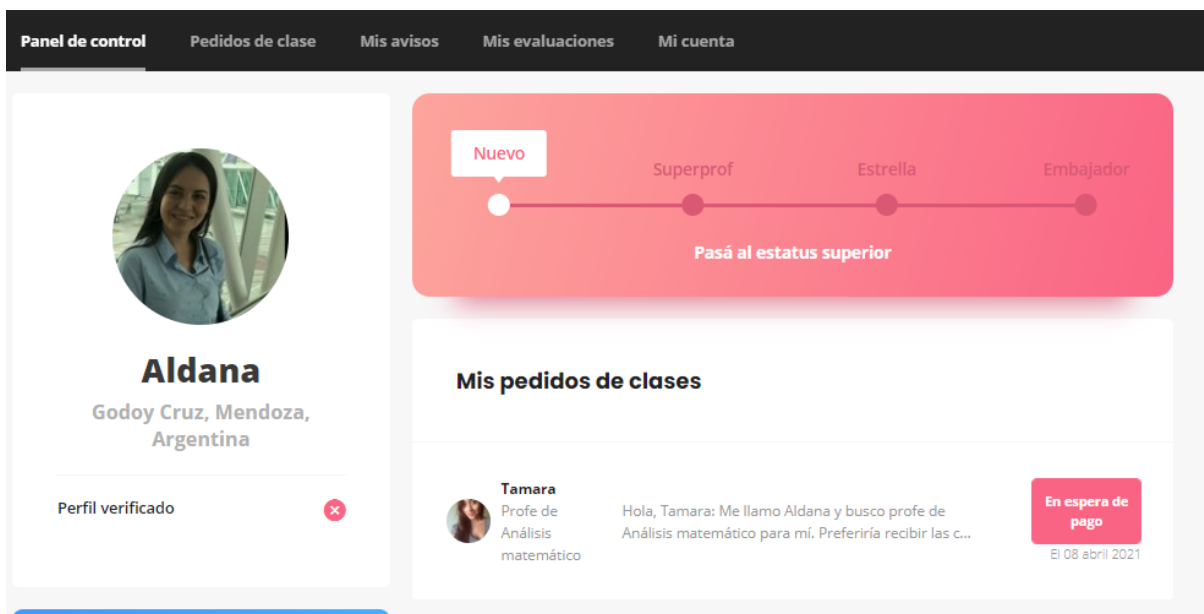 Panel de control Pedidos de clase Mis avisos Mis evaluaciones Mi cuenta
Nuevo
Superprof Estrella Embajador
Pasá al estatus superior
Aldana
Godoy Cruz, Mendoza,
Argentina
Perfil verificado
Mis pedidos de clases
Tamara
Profe de
Análisis
matemático
Hola, Tamara: Me llamo Aldana y busco profe de
Análisis matemático para mí. Preferiría recibir las c...
En espera de
pago
El 08 abril 2021